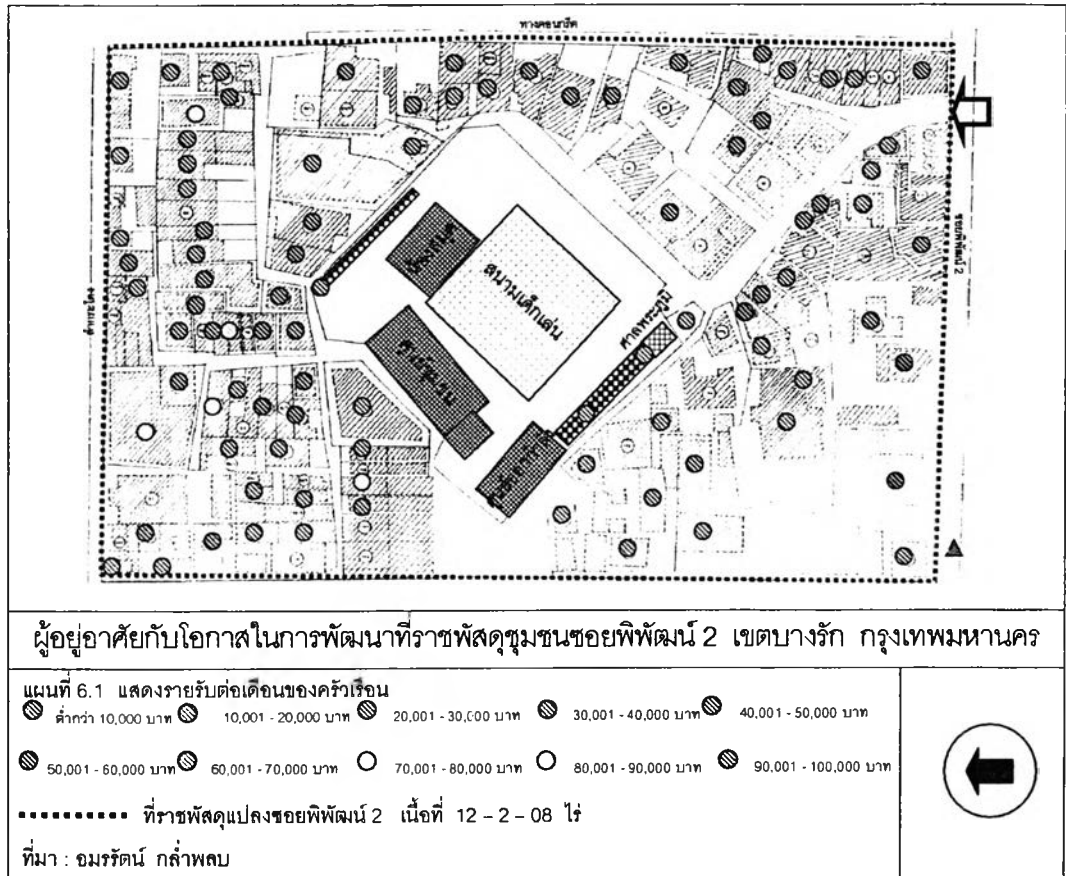 ทางคอนกรีต
ซอยพิพัฒน์ 2
สนามเด็กเล่น
ศาลพระภูมิ
ผู้อยู่อาศัยกับโอกาสในการพัฒนาที่ราชพัสดุชุมชนซอยพิพัฒน์ 2 เขตบางรัก กรุงเทพมหานคร
แผนที่ 6.1 แสดงรายรับต่อเดือนของครัวเรือน
ต่ำกว่า 10,000 บาท 10,001 - 20,000 บาท 20,001 - 30,000 บาท 30,001 - 40,000 บาท 40,001 - 50,000 บาท
50,001 - 60,000 บาท 60,001 - 70,000 บาท 70,001 - 80,000 บาท 80,001 - 90,000 บาท 90,001 - 100,000 บาท
ที่ราชพัสดุแปลงซอยพิพัฒน์ 2 เนื้อที่ 12 – 2 – 08 ไร่
ที่มา : อมรรัตน์ กล่ำพลบ